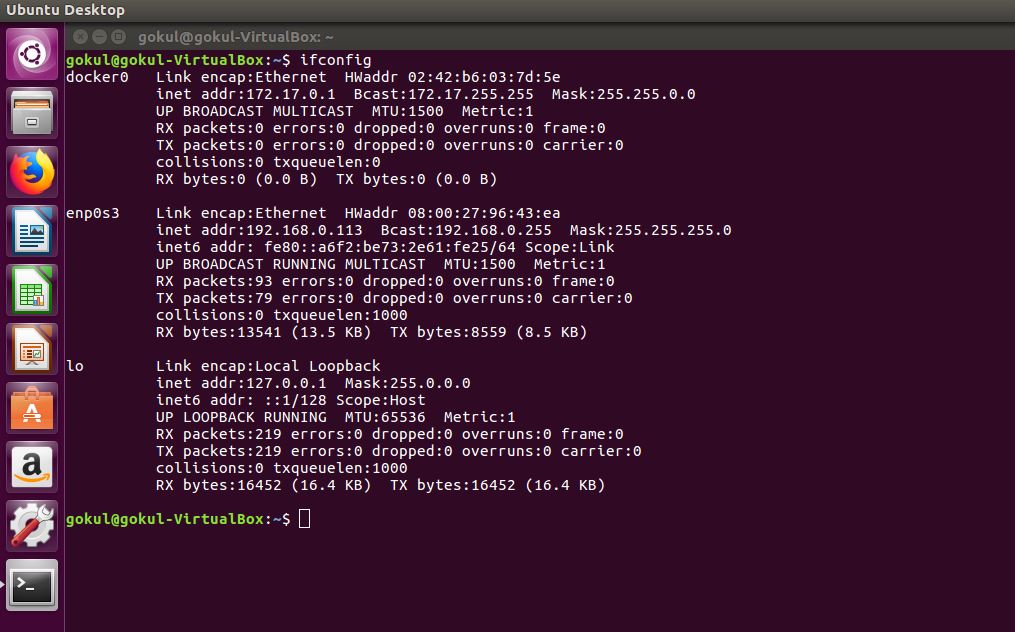 Ubuntu Desktop
gokul@gokul-VirtualBox: ~
gokul@gokul-VirtualBox:~$ ifconfig
docker0   Link encap:Ethernet  HWaddr 02:42:b6:03:7d:5e
          inet addr:172.17.0.1  Bcast:172.17.255.255  Mask:255.255.0.0
          UP BROADCAST MULTICAST  MTU:1500  Metric:1
          RX packets:0 errors:0 dropped:0 overruns:0 frame:0
          TX packets:0 errors:0 dropped:0 overruns:0 carrier:0
          collisions:0 txqueuelen:0
          RX bytes:0 (0.0 B)  TX bytes:0 (0.0 B)
enp0s3    Link encap:Ethernet  HWaddr 08:00:27:96:43:ea
          inet addr:192.168.0.113  Bcast:192.168.0.255  Mask:255.255.255.0
          inet6 addr: fe80::a6f2:be73:2e61:fe25/64 Scope:Link
          UP BROADCAST RUNNING MULTICAST  MTU:1500  Metric:1
          RX packets:93 errors:0 dropped:0 overruns:0 frame:0
          TX packets:79 errors:0 dropped:0 overruns:0 carrier:0
          collisions:0 txqueuelen:1000
          RX bytes:13541 (13.5 KB)  TX bytes:8559 (8.5 KB)
lo        Link encap:Local Loopback
          inet addr:127.0.0.1  Mask:255.0.0.0
          inet6 addr: ::1/128 Scope:Host
          UP LOOPBACK RUNNING  MTU:65536  Metric:1
          RX packets:219 errors:0 dropped:0 overruns:0 frame:0
          TX packets:219 errors:0 dropped:0 overruns:0 carrier:0
          collisions:0 txqueuelen:1000
          RX bytes:16452 (16.4 KB)  TX bytes:16452 (16.4 KB)
gokul@gokul-VirtualBox:~$